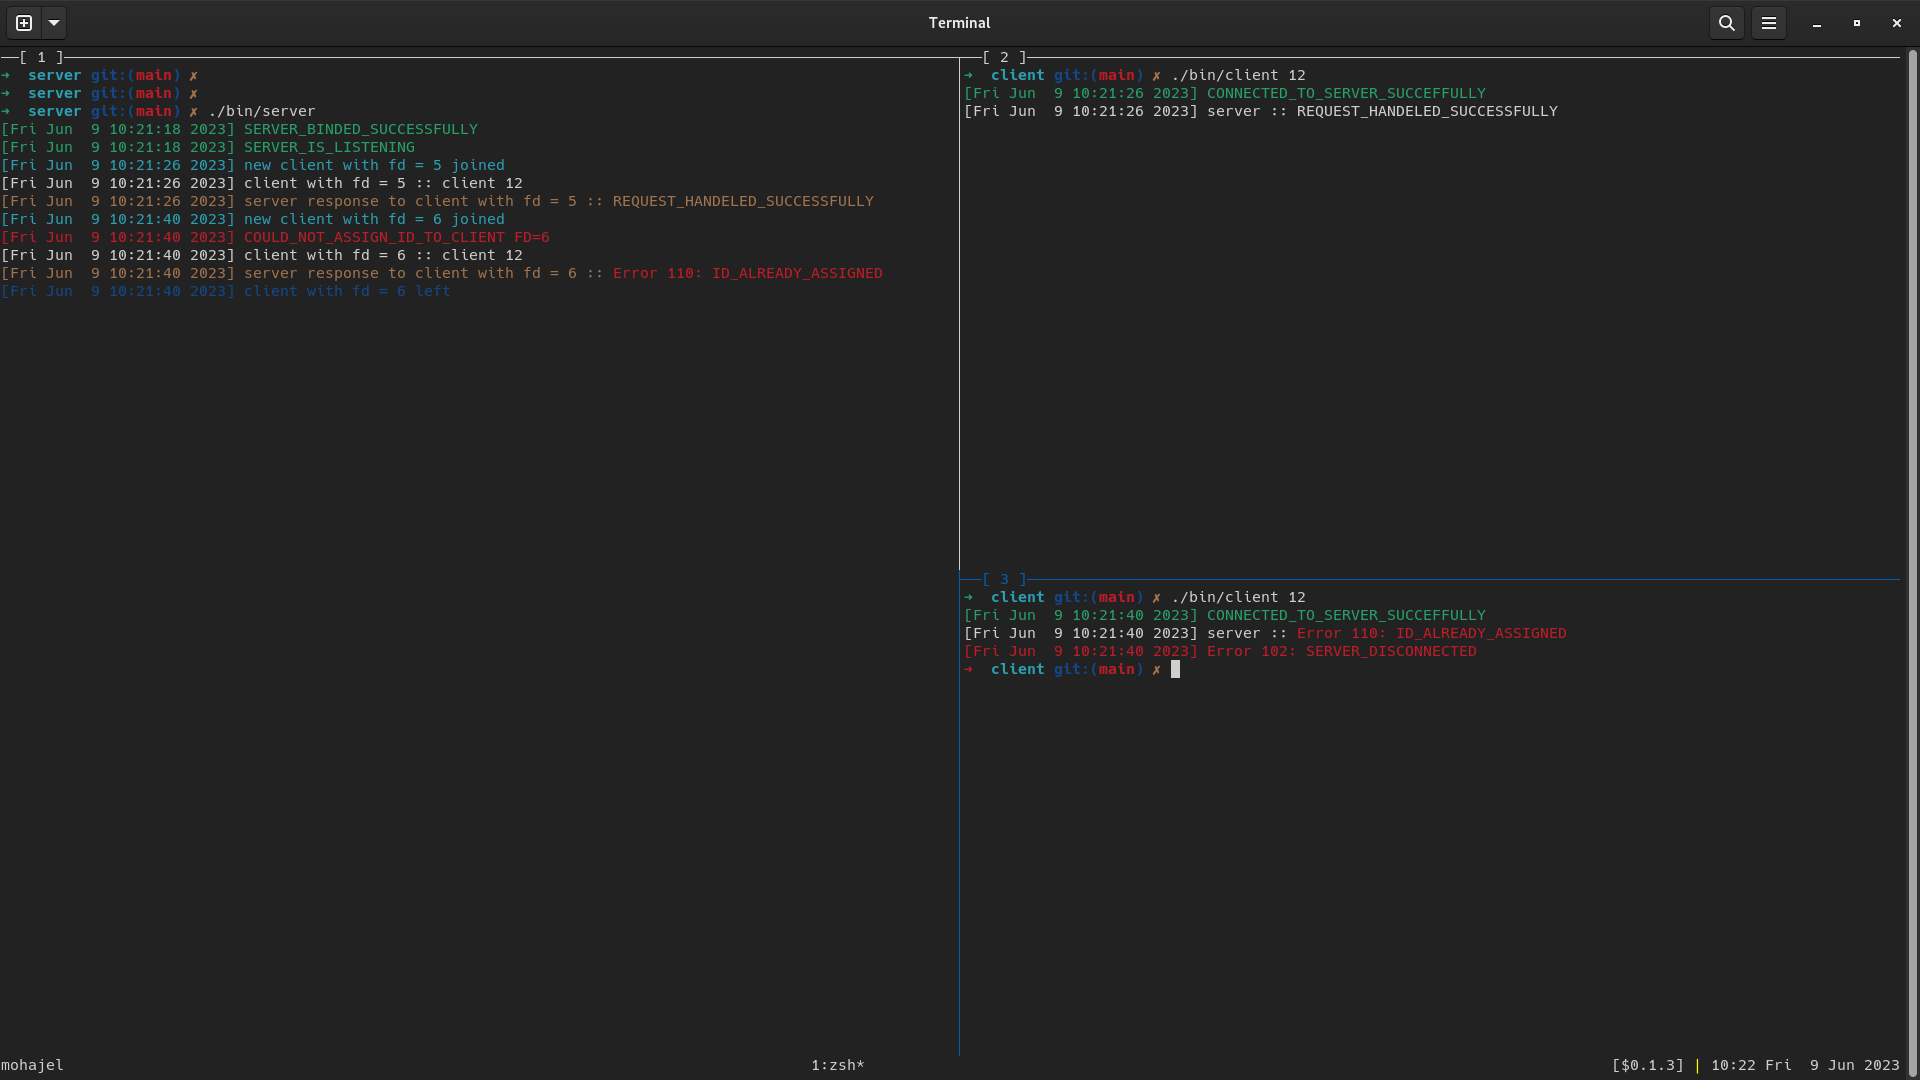 Terminal
[ 1 ]
➜  server git:(main) ✗
➜  server git:(main) ✗
➜  server git:(main) ✗ ./bin/server
[Fri Jun  9 10:21:18 2023] SERVER_BINDED_SUCCESSFULLY
[Fri Jun  9 10:21:18 2023] SERVER_IS_LISTENING
[Fri Jun  9 10:21:26 2023] new client with fd = 5 joined
[Fri Jun  9 10:21:26 2023] client with fd = 5 :: client 12
[Fri Jun  9 10:21:26 2023] server response to client with fd = 5 :: REQUEST_HANDELED_SUCCESSFULLY
[Fri Jun  9 10:21:40 2023] new client with fd = 6 joined
[Fri Jun  9 10:21:40 2023] COULD_NOT_ASSIGN_ID_TO_CLIENT FD=6
[Fri Jun  9 10:21:40 2023] client with fd = 6 :: client 12
[Fri Jun  9 10:21:40 2023] server response to client with fd = 6 :: Error 110: ID_ALREADY_ASSIGNED
[Fri Jun  9 10:21:40 2023] client with fd = 6 left
[ 2 ]
➜  client git:(main) ✗ ./bin/client 12
[Fri Jun  9 10:21:26 2023] CONNECTED_TO_SERVER_SUCCEFFULLY
[Fri Jun  9 10:21:26 2023] server :: REQUEST_HANDELED_SUCCESSFULLY
[ 3 ]
➜  client git:(main) ✗ ./bin/client 12
[Fri Jun  9 10:21:40 2023] CONNECTED_TO_SERVER_SUCCEFFULLY
[Fri Jun  9 10:21:40 2023] server :: Error 110: ID_ALREADY_ASSIGNED
[Fri Jun  9 10:21:40 2023] Error 102: SERVER_DISCONNECTED
➜  client git:(main) ✗
mohajel 1:zsh* [$0.1.3] | 10:22 Fri  9 Jun 2023